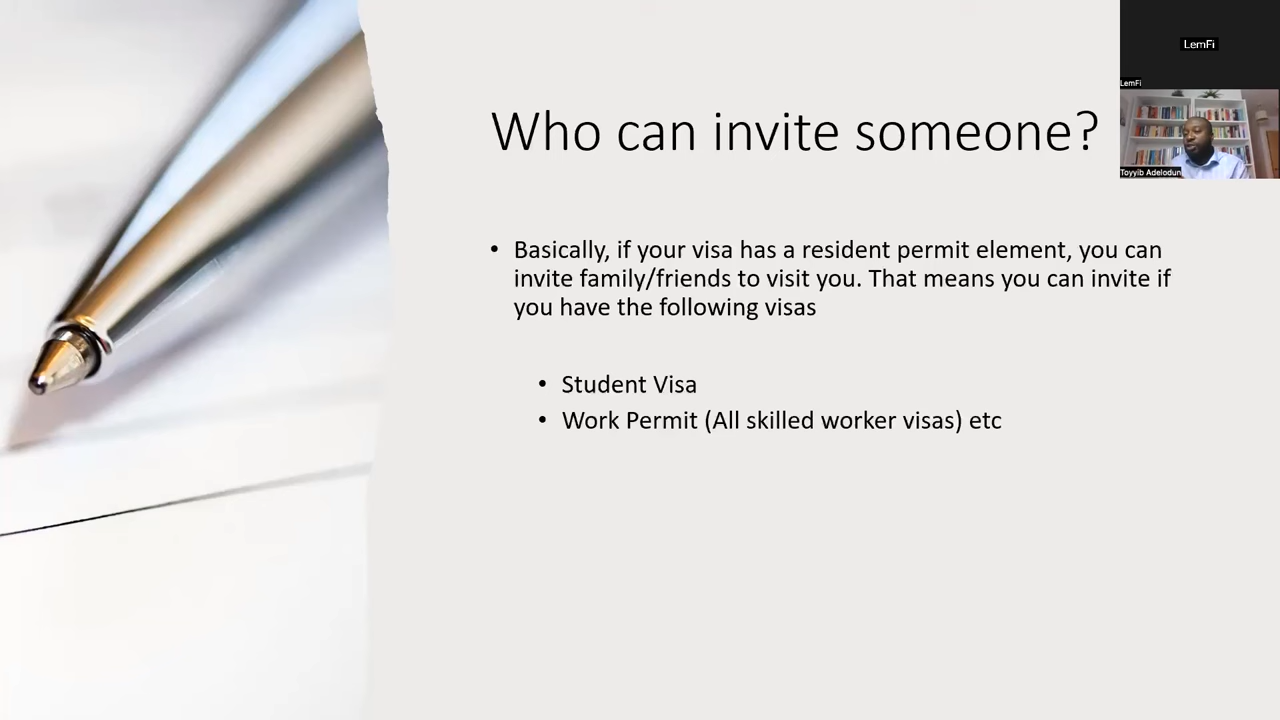 LemFi
LemFi
Who can invite someone?
Toyyib Adelodun
• Basically, if your visa has a resident permit element, you can
invite family/friends to visit you. That means you can invite if
you have the following visas
• Student Visa
• Work Permit (All skilled worker visas) etc